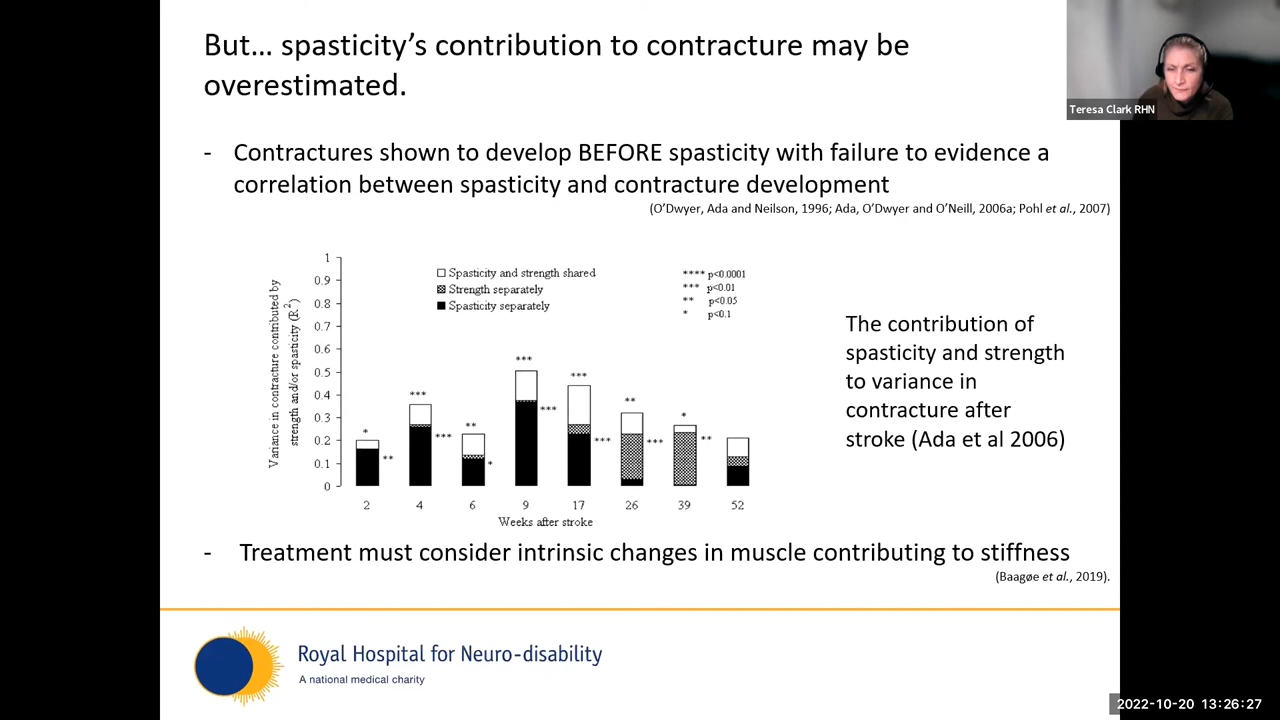 But... spasticity's contribution to contracture may be
overestimated.
Teresa Clark RHN
- Contractures shown to develop BEFORE spasticity with failure to evidence a
correlation between spasticity and contracture development
(O'Dwyer, Ada and Neilson, 1996; Ada, O'Dwyer and O'Neill, 2006a; Pohl et al., 2007)
Variance in contracture contributed by
strength and/or spasticity (R²)
1
0.9
0.8
0.7
0.6
0.5
0.4
0.3
0.2
0.1
0
Spasticity and strength shared
Strength separately
Spasticity separately
**** p<0.0001
*** p<0.01
** p<0.05
* p<0.1
* ** *** *** ** * *** *** *** *** ** *** * **
2 4 6 9 17 26 39 52
Weeks after stroke
The contribution of
spasticity and strength
to variance in
contracture after
stroke (Ada et al 2006)
- Treatment must consider intrinsic changes in muscle contributing to stiffness
(Baagøe et al., 2019).
Royal Hospital for Neuro-disability
A national medical charity
2022-10-20 13:26:27